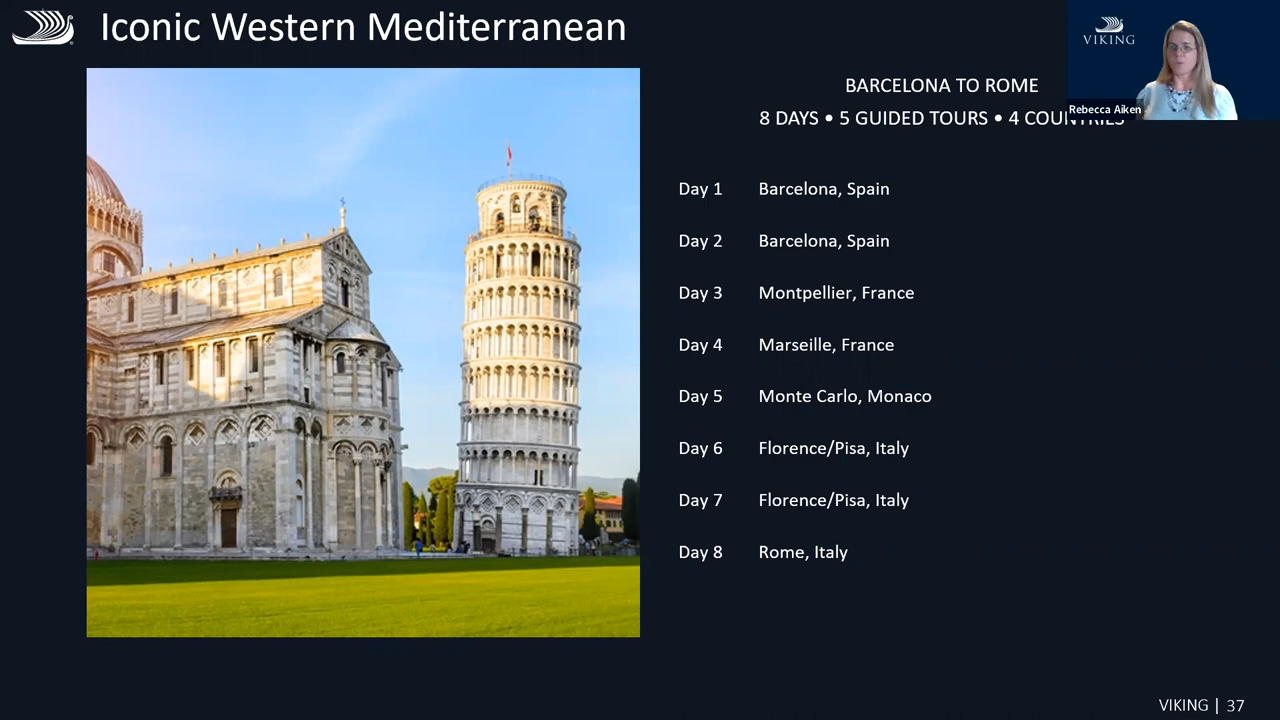 Iconic Western Mediterranean
VIKING
Rebecca Aiken
BARCELONA TO ROME
8 DAYS • 5 GUIDED TOURS • 4 COUNTRIES
Day 1 Barcelona, Spain
Day 2 Barcelona, Spain
Day 3 Montpellier, France
Day 4 Marseille, France
Day 5 Monte Carlo, Monaco
Day 6 Florence/Pisa, Italy
Day 7 Florence/Pisa, Italy
Day 8 Rome, Italy
VIKING | 37